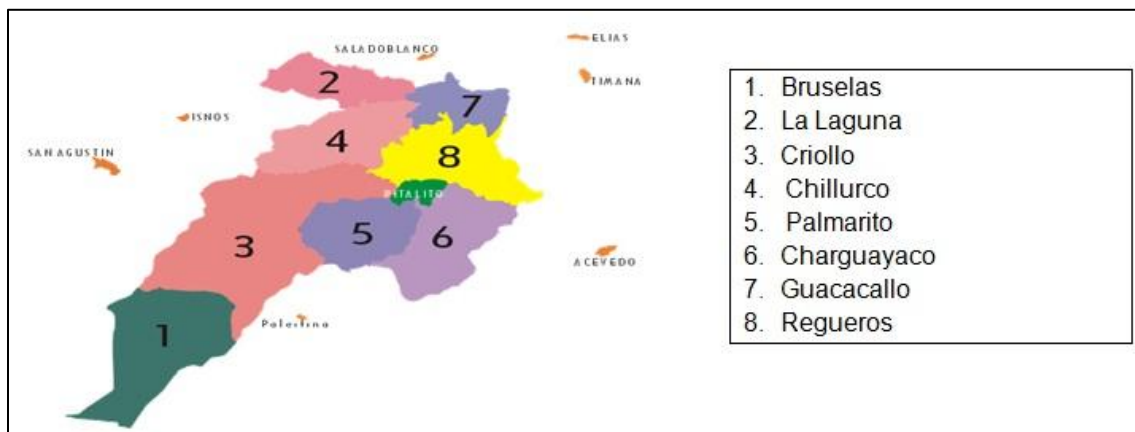 ELIAS
SALADOBLANCO
TIMANA
2
7
ISNOS
4
8
SAN AGUSTIN
PITALITO
5
6
3
ACEVEDO
Palestina
1
1. Bruselas
2. La Laguna
3. Criollo
4. Chillurco
5. Palmarito
6. Charguayaco
7. Guacacallo
8. Regueros